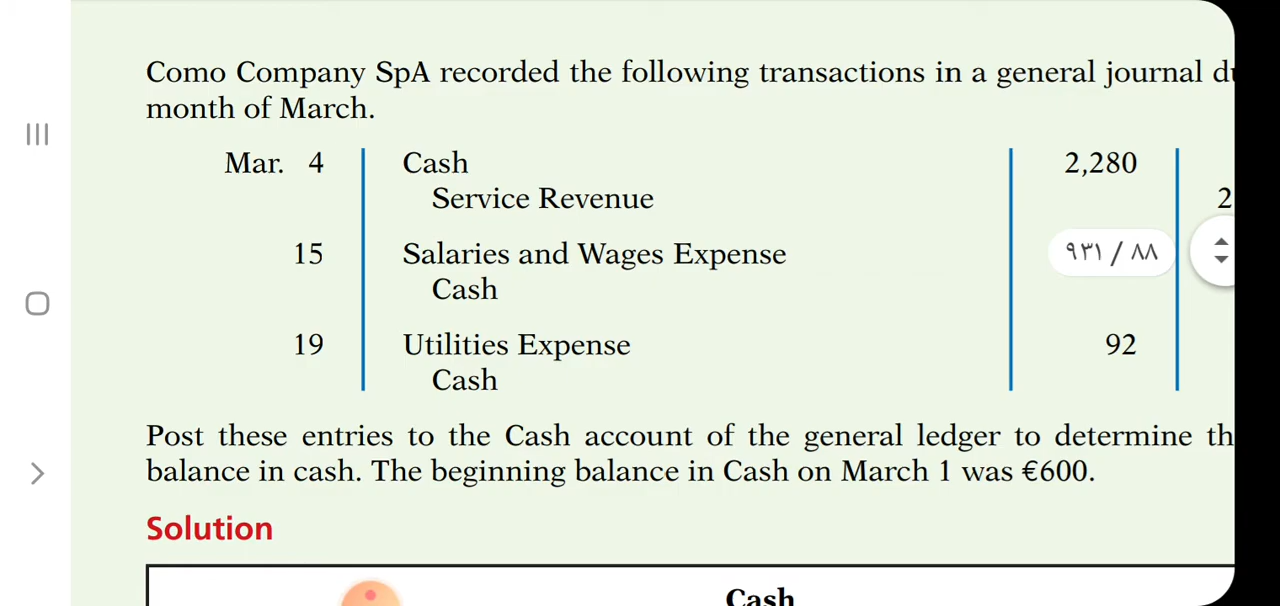 Como Company SpA recorded the following transactions in a general journal
month of March.
Mar. 4 Cash 2,280
Service Revenue 2
15 Salaries and Wages Expense ٨٨ / ٩٣١
Cash
19 Utilities Expense 92
Cash
Post these entries to the Cash account of the general ledger to determine
balance in cash. The beginning balance in Cash on March 1 was €600.
Solution
Cash